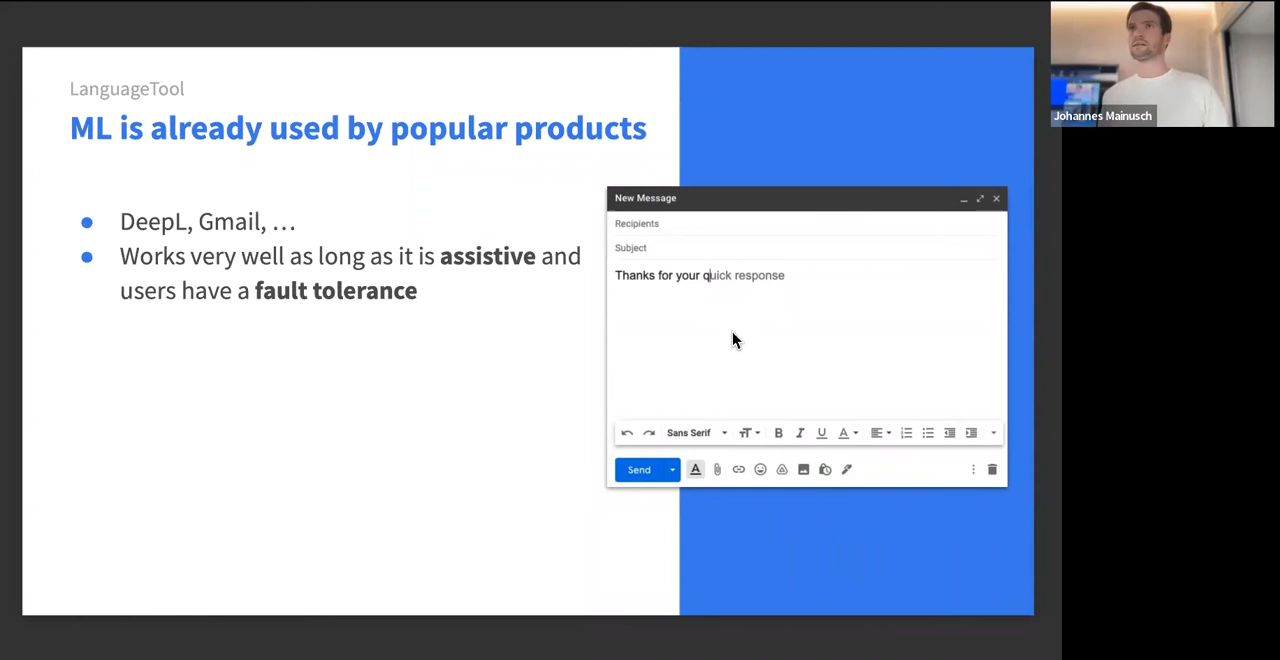 LanguageTool
ML is already used by popular products
● DeepL, Gmail, …
● Works very well as long as it is assistive and
users have a fault tolerance
New Message
Recipients
Subject
Thanks for your quick response
Sans Serif
Send
Johannes Mainusch